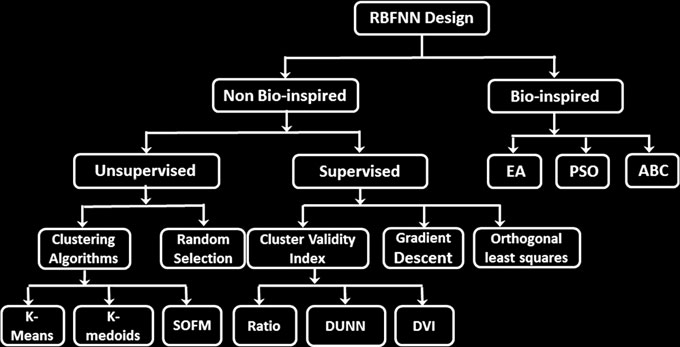 RBFNN Design
Non Bio-inspired
Bio-inspired
Unsupervised
Supervised
EA
PSO
ABC
Clustering
Algorithms
Random
Selection
Cluster Validity
Index
Gradient
Descent
Orthogonal
least squares
K-
Means
K-
medoids
SOFM
Ratio
DUNN
DVI